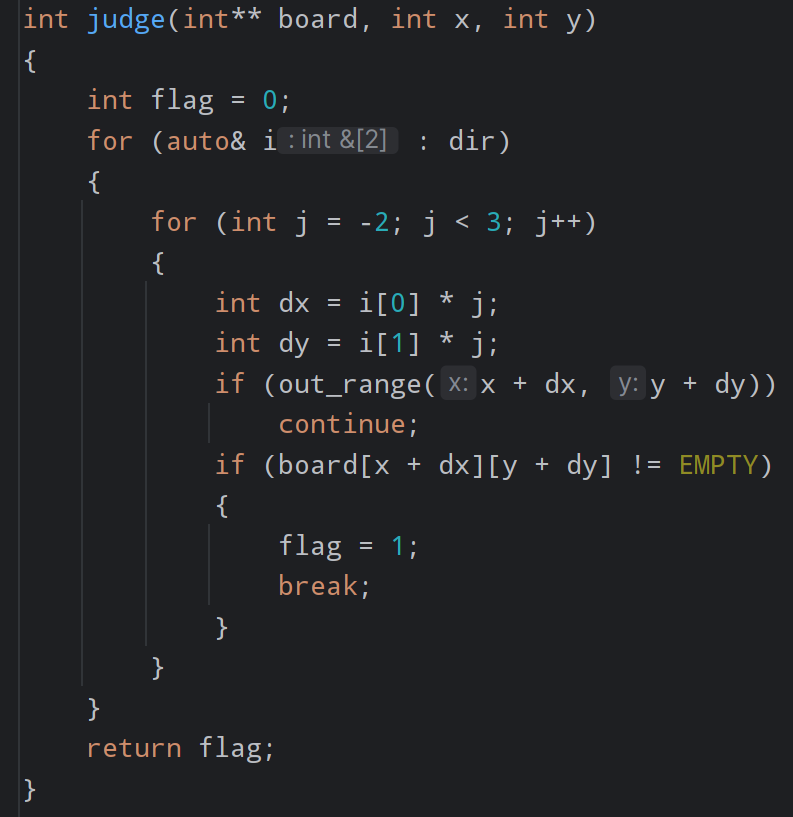 int judge(int** board, int x, int y)
{
    int flag = 0;
    for (auto& i : int &[2] : dir)
    {
        for (int j = -2; j < 3; j++)
        {
            int dx = i[0] * j;
            int dy = i[1] * j;
            if (out_range( x: x + dx, y: y + dy))
                continue;
            if (board[x + dx][y + dy] != EMPTY)
            {
                flag = 1;
                break;
            }
        }
    }
    return flag;
}